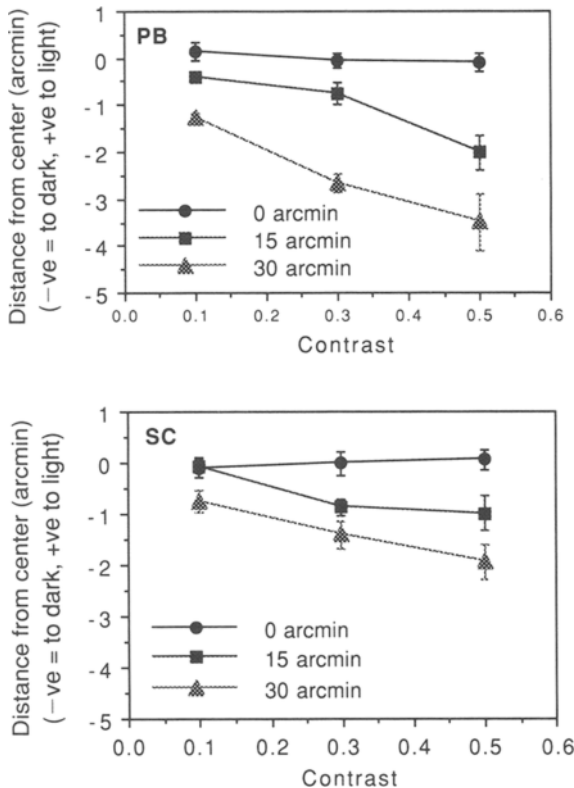 PB
Distance from center (arcmin)
(−ve = to dark, +ve to light)
1
0
-1
-2
-3
-4
-5
0 arcmin
15 arcmin
30 arcmin
0.0 0.1 0.2 0.3 0.4 0.5 0.6
Contrast
SC
Distance from center (arcmin)
(−ve = to dark, +ve to light)
1
0
-1
-2
-3
-4
-5
0 arcmin
15 arcmin
30 arcmin
0.0 0.1 0.2 0.3 0.4 0.5 0.6
Contrast